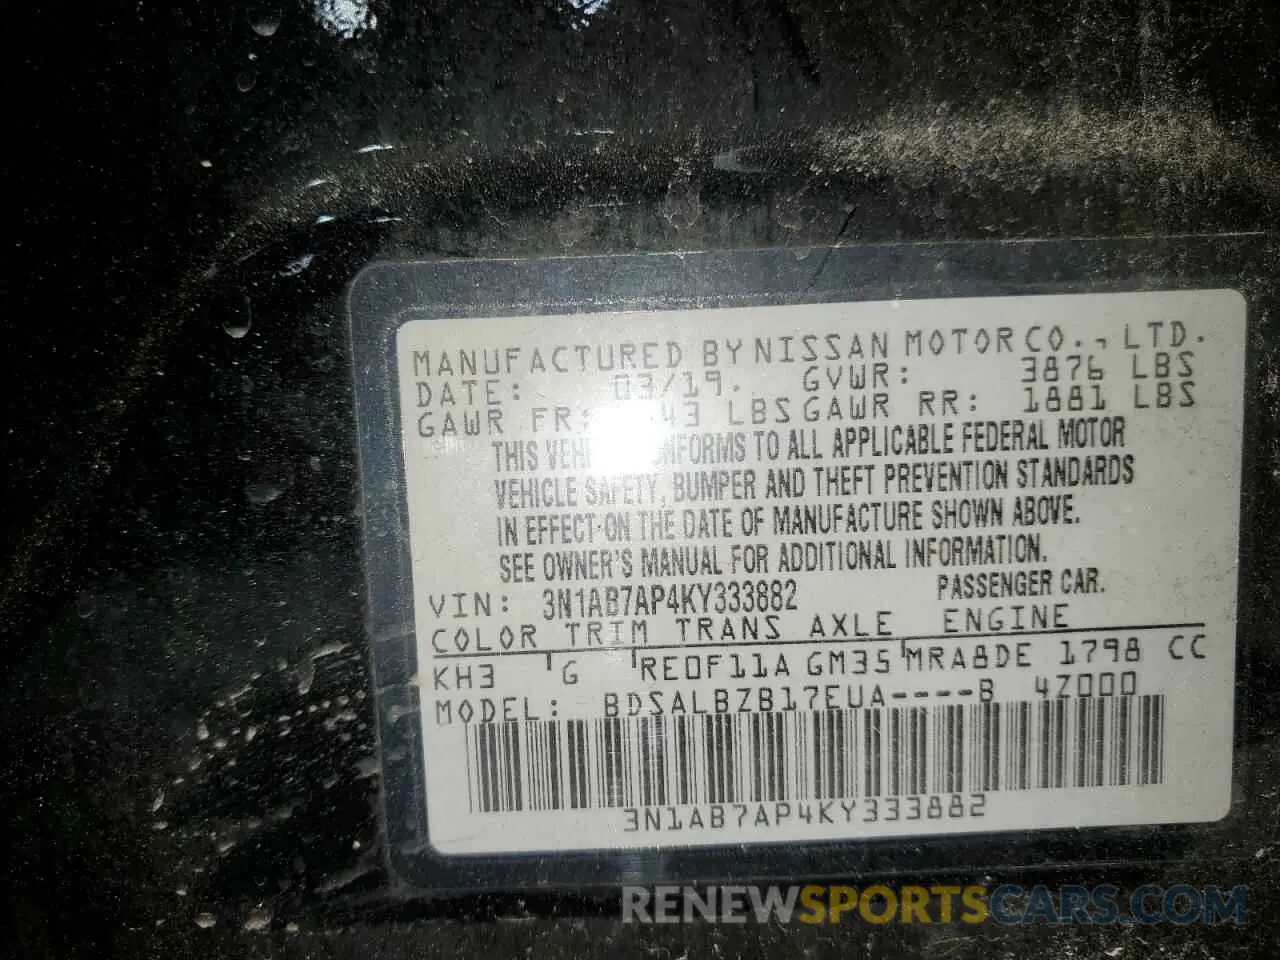 MANUFACTURED BY NISSAN MOTOR CO., LTD.
DATE: 03/19. GVWR: 3876 LBS
GAWR FR: 43 LBS GAWR RR: 1881 LBS
THIS CONFORMS TO ALL APPLICABLE FEDERAL MOTOR
VEHICLE SAFETY, BUMPER AND THEFT PREVENTION STANDARDS
IN EFFECT ON THE DATE OF MANUFACTURE SHOWN ABOVE.
SEE OWNER'S MANUAL FOR ADDITIONAL INFORMATION.
VIN: 3N1AB7AP4KY333882 PASSENGER CAR.
COLOR TRIM TRANS AXLE ENGINE
KH3 G RE0F11A GM35 MRA8DE 1798 CC
MODEL: BDSALBZB17EUA----B 4Z000
3N1AB7AP4KY333882
RENEWSPORTSCARS.COM